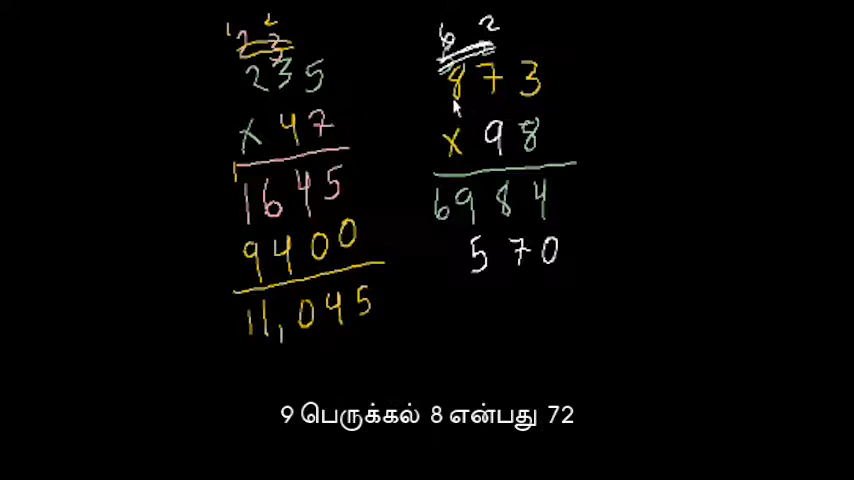 1 2
2 3 5
x 4 7
1 6 4 5
9 4 0 0
11,045
6 2
8 7 3
x 9 8
6 9 8 4
5 7 0
9 பெருக்கல் 8 என்பது 72